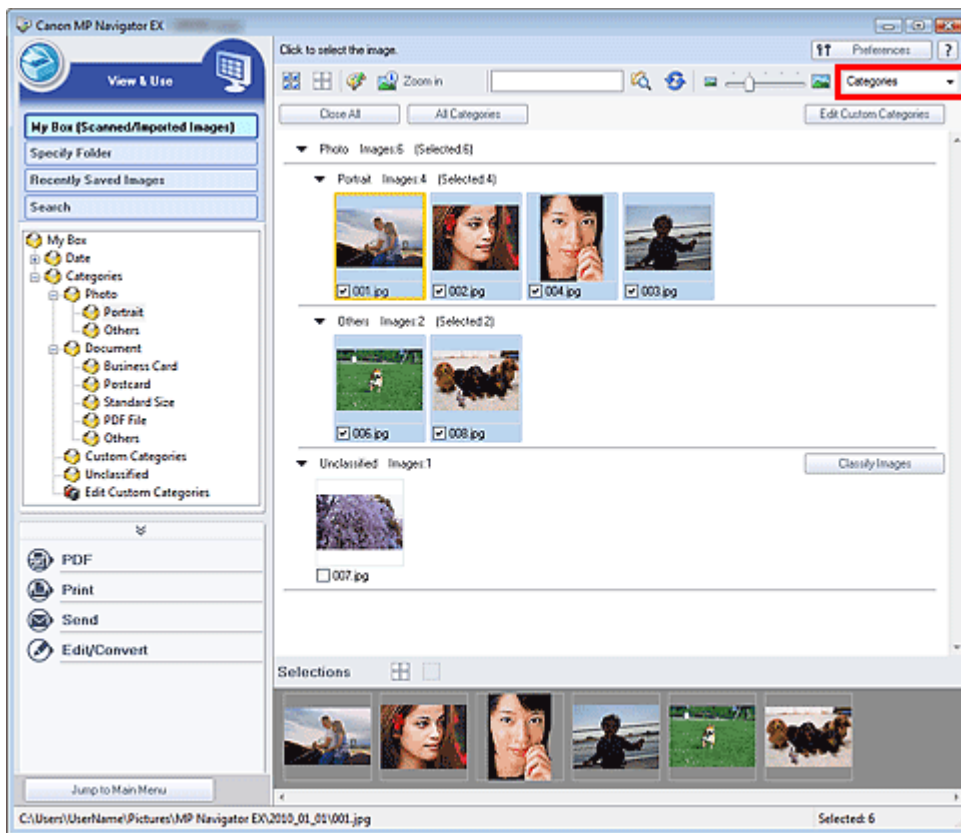 Canon MP Navigator EX
View & Use
My Box (Scanned/Imported Images)
Specify Folder
Recently Saved Images
Search
My Box
Date
Categories
Photo
Portrait
Others
Document
Business Card
Postcard
Standard Size
PDF File
Others
Custom Categories
Unclassified
Edit Custom Categories
PDF
Print
Send
Edit/Convert
Jump to Main Menu
Click to select the image.
Preferences
?
Zoom in
Categories
Close All
All Categories
Edit Custom Categories
Photo Images:6 (Selected:6)
Portrait Images:4 (Selected:4)
001.jpg 002.jpg 004.jpg 003.jpg
Others Images:2 (Selected:2)
006.jpg 008.jpg
Unclassified Images:1
Classify Images
007.jpg
Selections
C:\Users\UserName\Pictures\MP Navigator EX\2010_01_01\001.jpg
Selected: 6